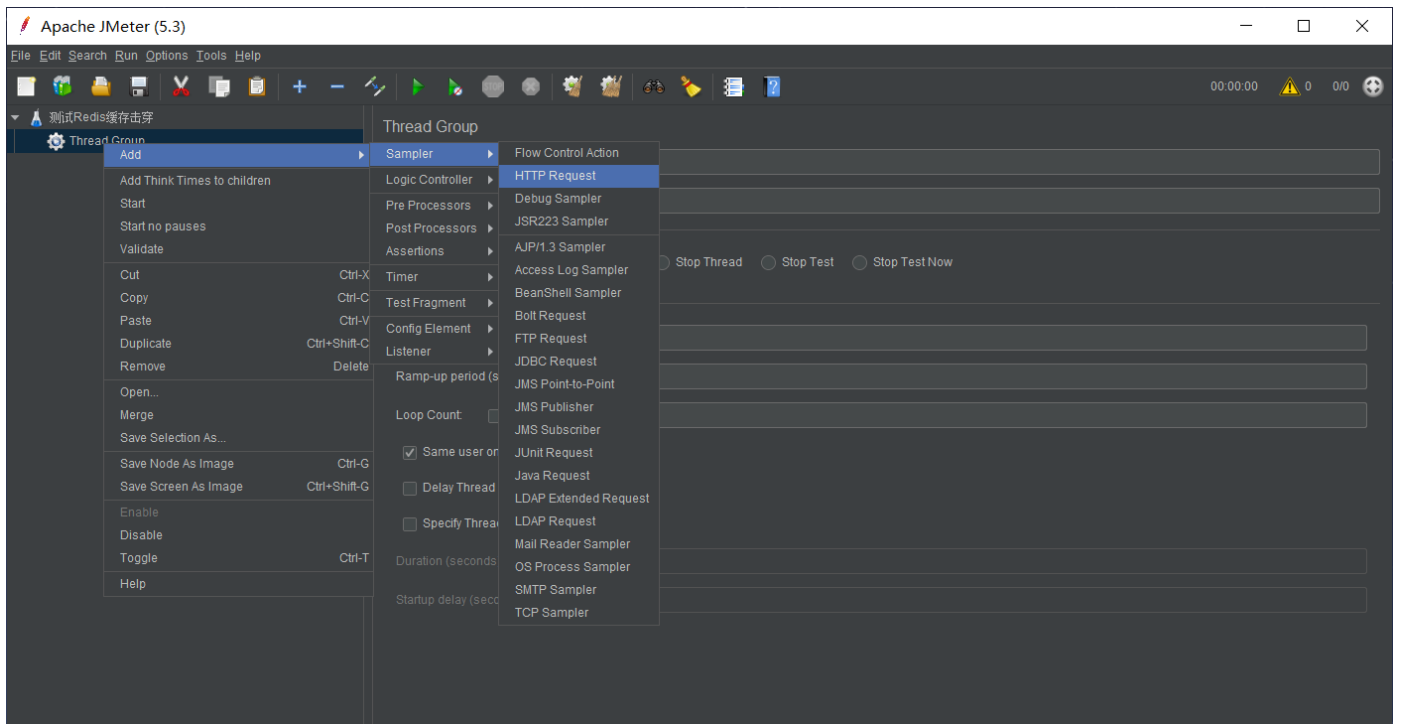 Apache JMeter (5.3)
File Edit Search Run Options Tools Help
STOP
00:00:00 0 0/0
测试Redis缓存击穿
Thread Group
Thread Group
Add
Add Think Times to children
Start
Start no pauses
Validate
Cut Ctrl-X
Copy Ctrl-C
Paste Ctrl-V
Duplicate Ctrl+Shift-C
Remove Delete
Open...
Merge
Save Selection As...
Save Node As Image Ctrl-G
Save Screen As Image Ctrl+Shift-G
Enable
Disable
Toggle Ctrl-T
Help
Sampler
Logic Controller
Pre Processors
Post Processors
Assertions
Timer
Test Fragment
Config Element
Listener
Flow Control Action
HTTP Request
Debug Sampler
JSR223 Sampler
AJP/1.3 Sampler
Access Log Sampler
BeanShell Sampler
Bolt Request
FTP Request
JDBC Request
JMS Point-to-Point
JMS Publisher
JMS Subscriber
JUnit Request
Java Request
LDAP Extended Request
LDAP Request
Mail Reader Sampler
OS Process Sampler
SMTP Sampler
TCP Sampler
Stop Thread Stop Test Stop Test Now
Ramp-up period (s
Loop Count:
Same user on
Delay Thread
Specify Threa
Duration (seconds
Startup delay (seco